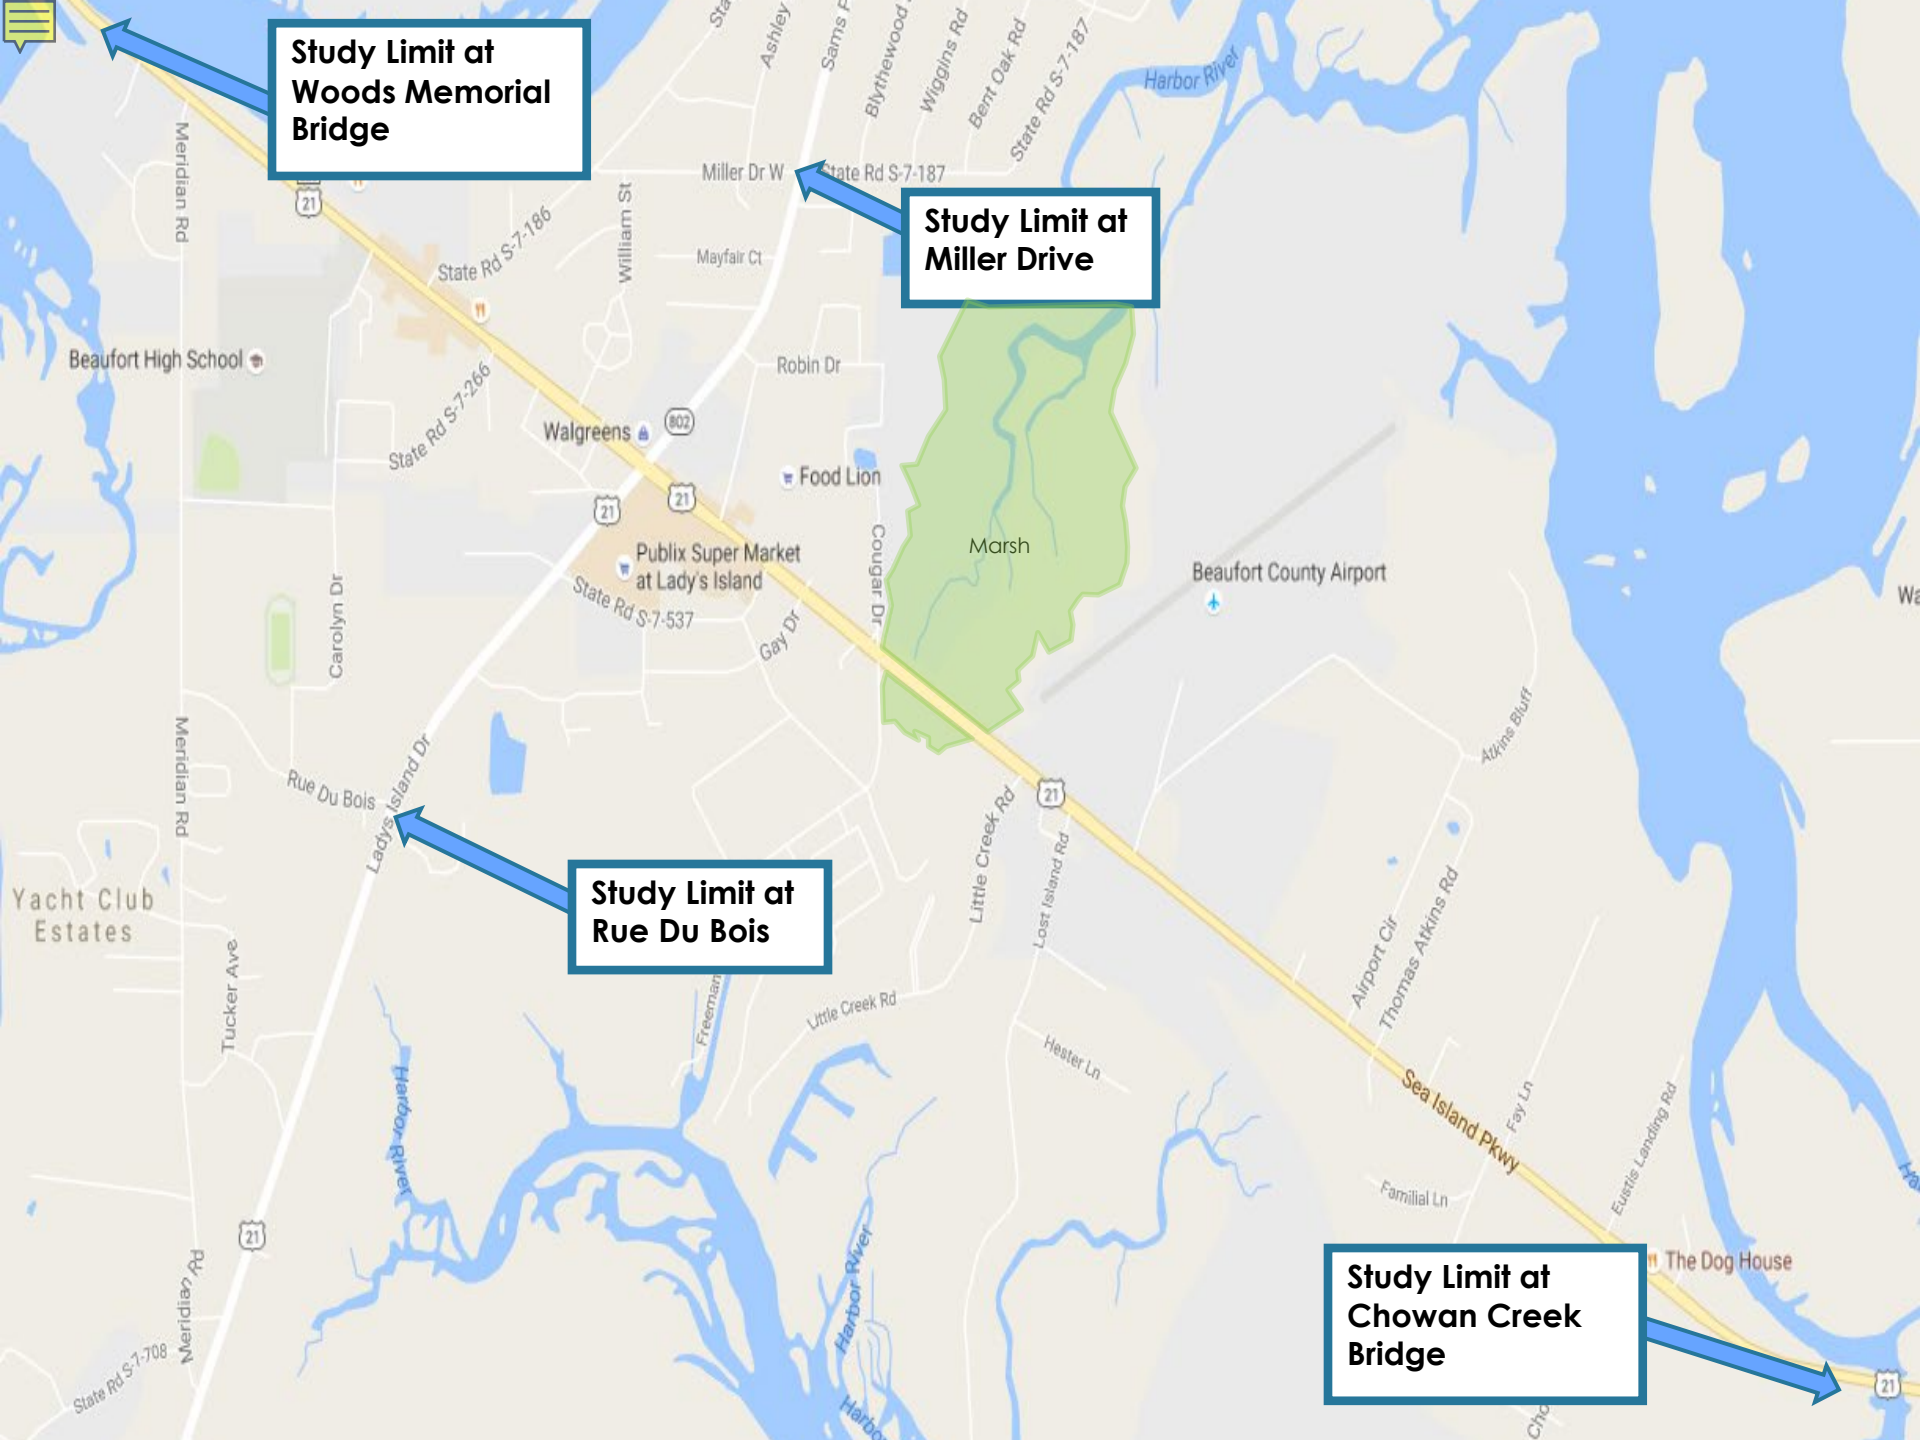 Study Limit at
Woods Memorial
Bridge
Ashley
Sams
Blythewood
Wiggins Rd
Bent Oak Rd
State Rd S-7-187
Harbor River
Meridian Rd
Miller Dr W
State Rd S-7-187
21
Study Limit at
Miller Drive
State Rd S-7-186
William St
Mayfair Ct
Beaufort High School
Robin Dr
State Rd S-7-266
Walgreens
802
Food Lion
21
21
Publix Super Market
at Lady's Island
State Rd S-7-537
Gay Dr
Cougar Dr
Marsh
Beaufort County Airport
Carolyn Dr
Meridian Rd
Rue Du Bois
Ladys Island Dr
Atkins Bluff
21
Little Creek Rd
Lost Island Rd
Study Limit at
Rue Du Bois
Yacht Club
Estates
Tucker Ave
Freeman
Little Creek Rd
Hester Ln
Airport Cir
Thomas Atkins Rd
Harbor River
Sea Island Pkwy
Fay Ln
Eustis Landing Rd
Familial Ln
21
Meridian Rd
Harbor River
The Dog House
Study Limit at
Chowan Creek
Bridge
State Rd S-7-708
21